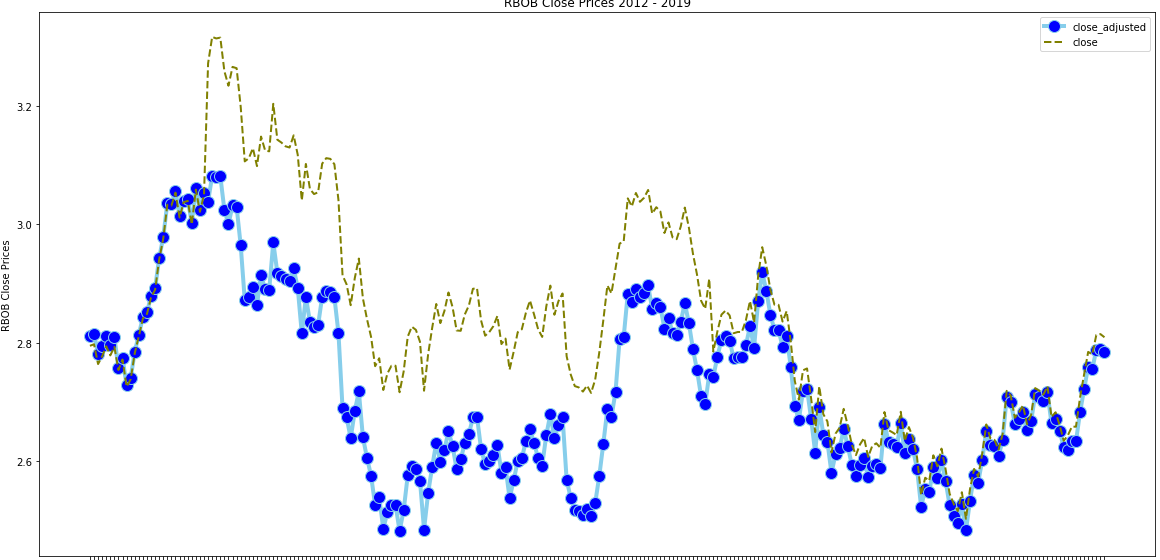 RBOB Close Prices 2012 - 2019
close_adjusted
close
3.2
3.0
2.8
2.6
RBOB Close Prices